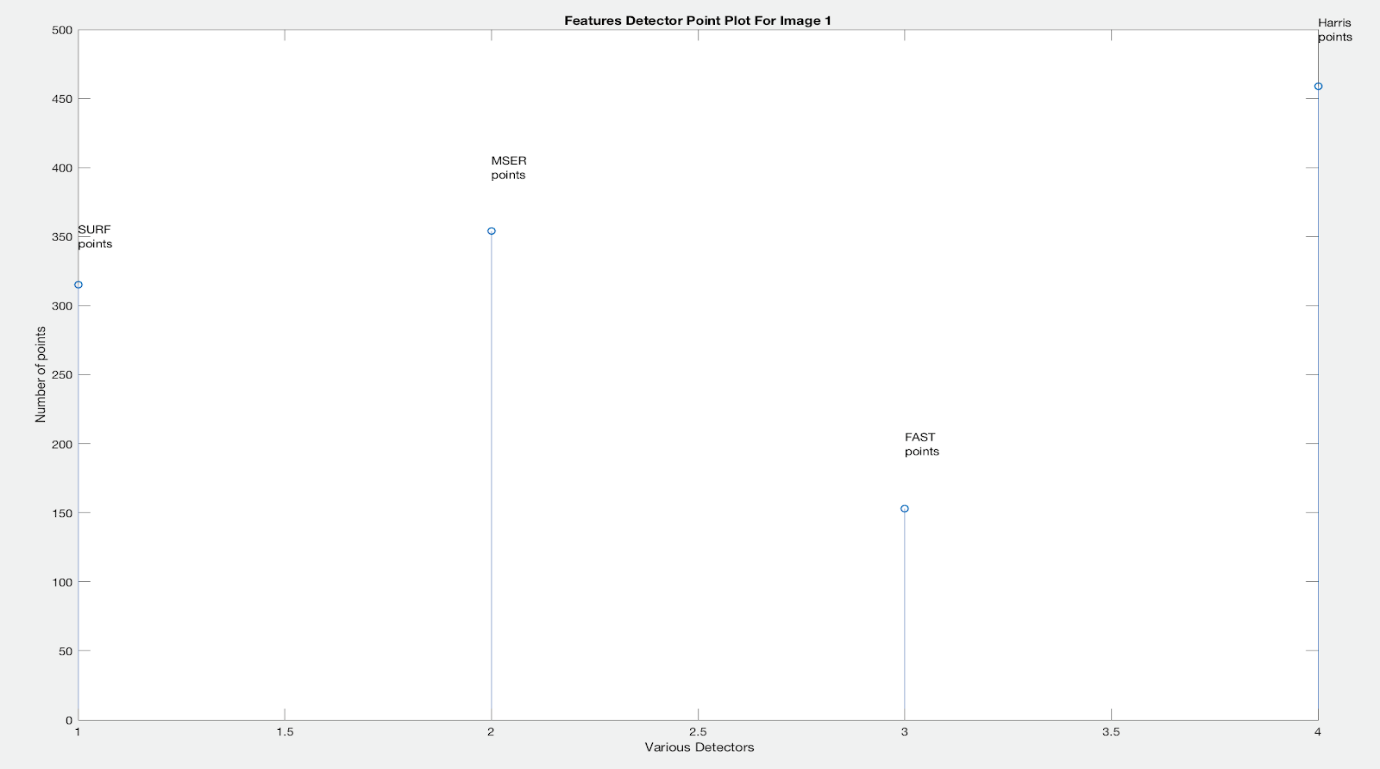 Features Detector Point Plot For Image 1
Harris
points
500
450
MSER
points
400
SURF
points
350
300
Number of points
250
FAST
points
200
150
100
50
0
1 1.5 2 2.5 3 3.5 4
Various Detectors